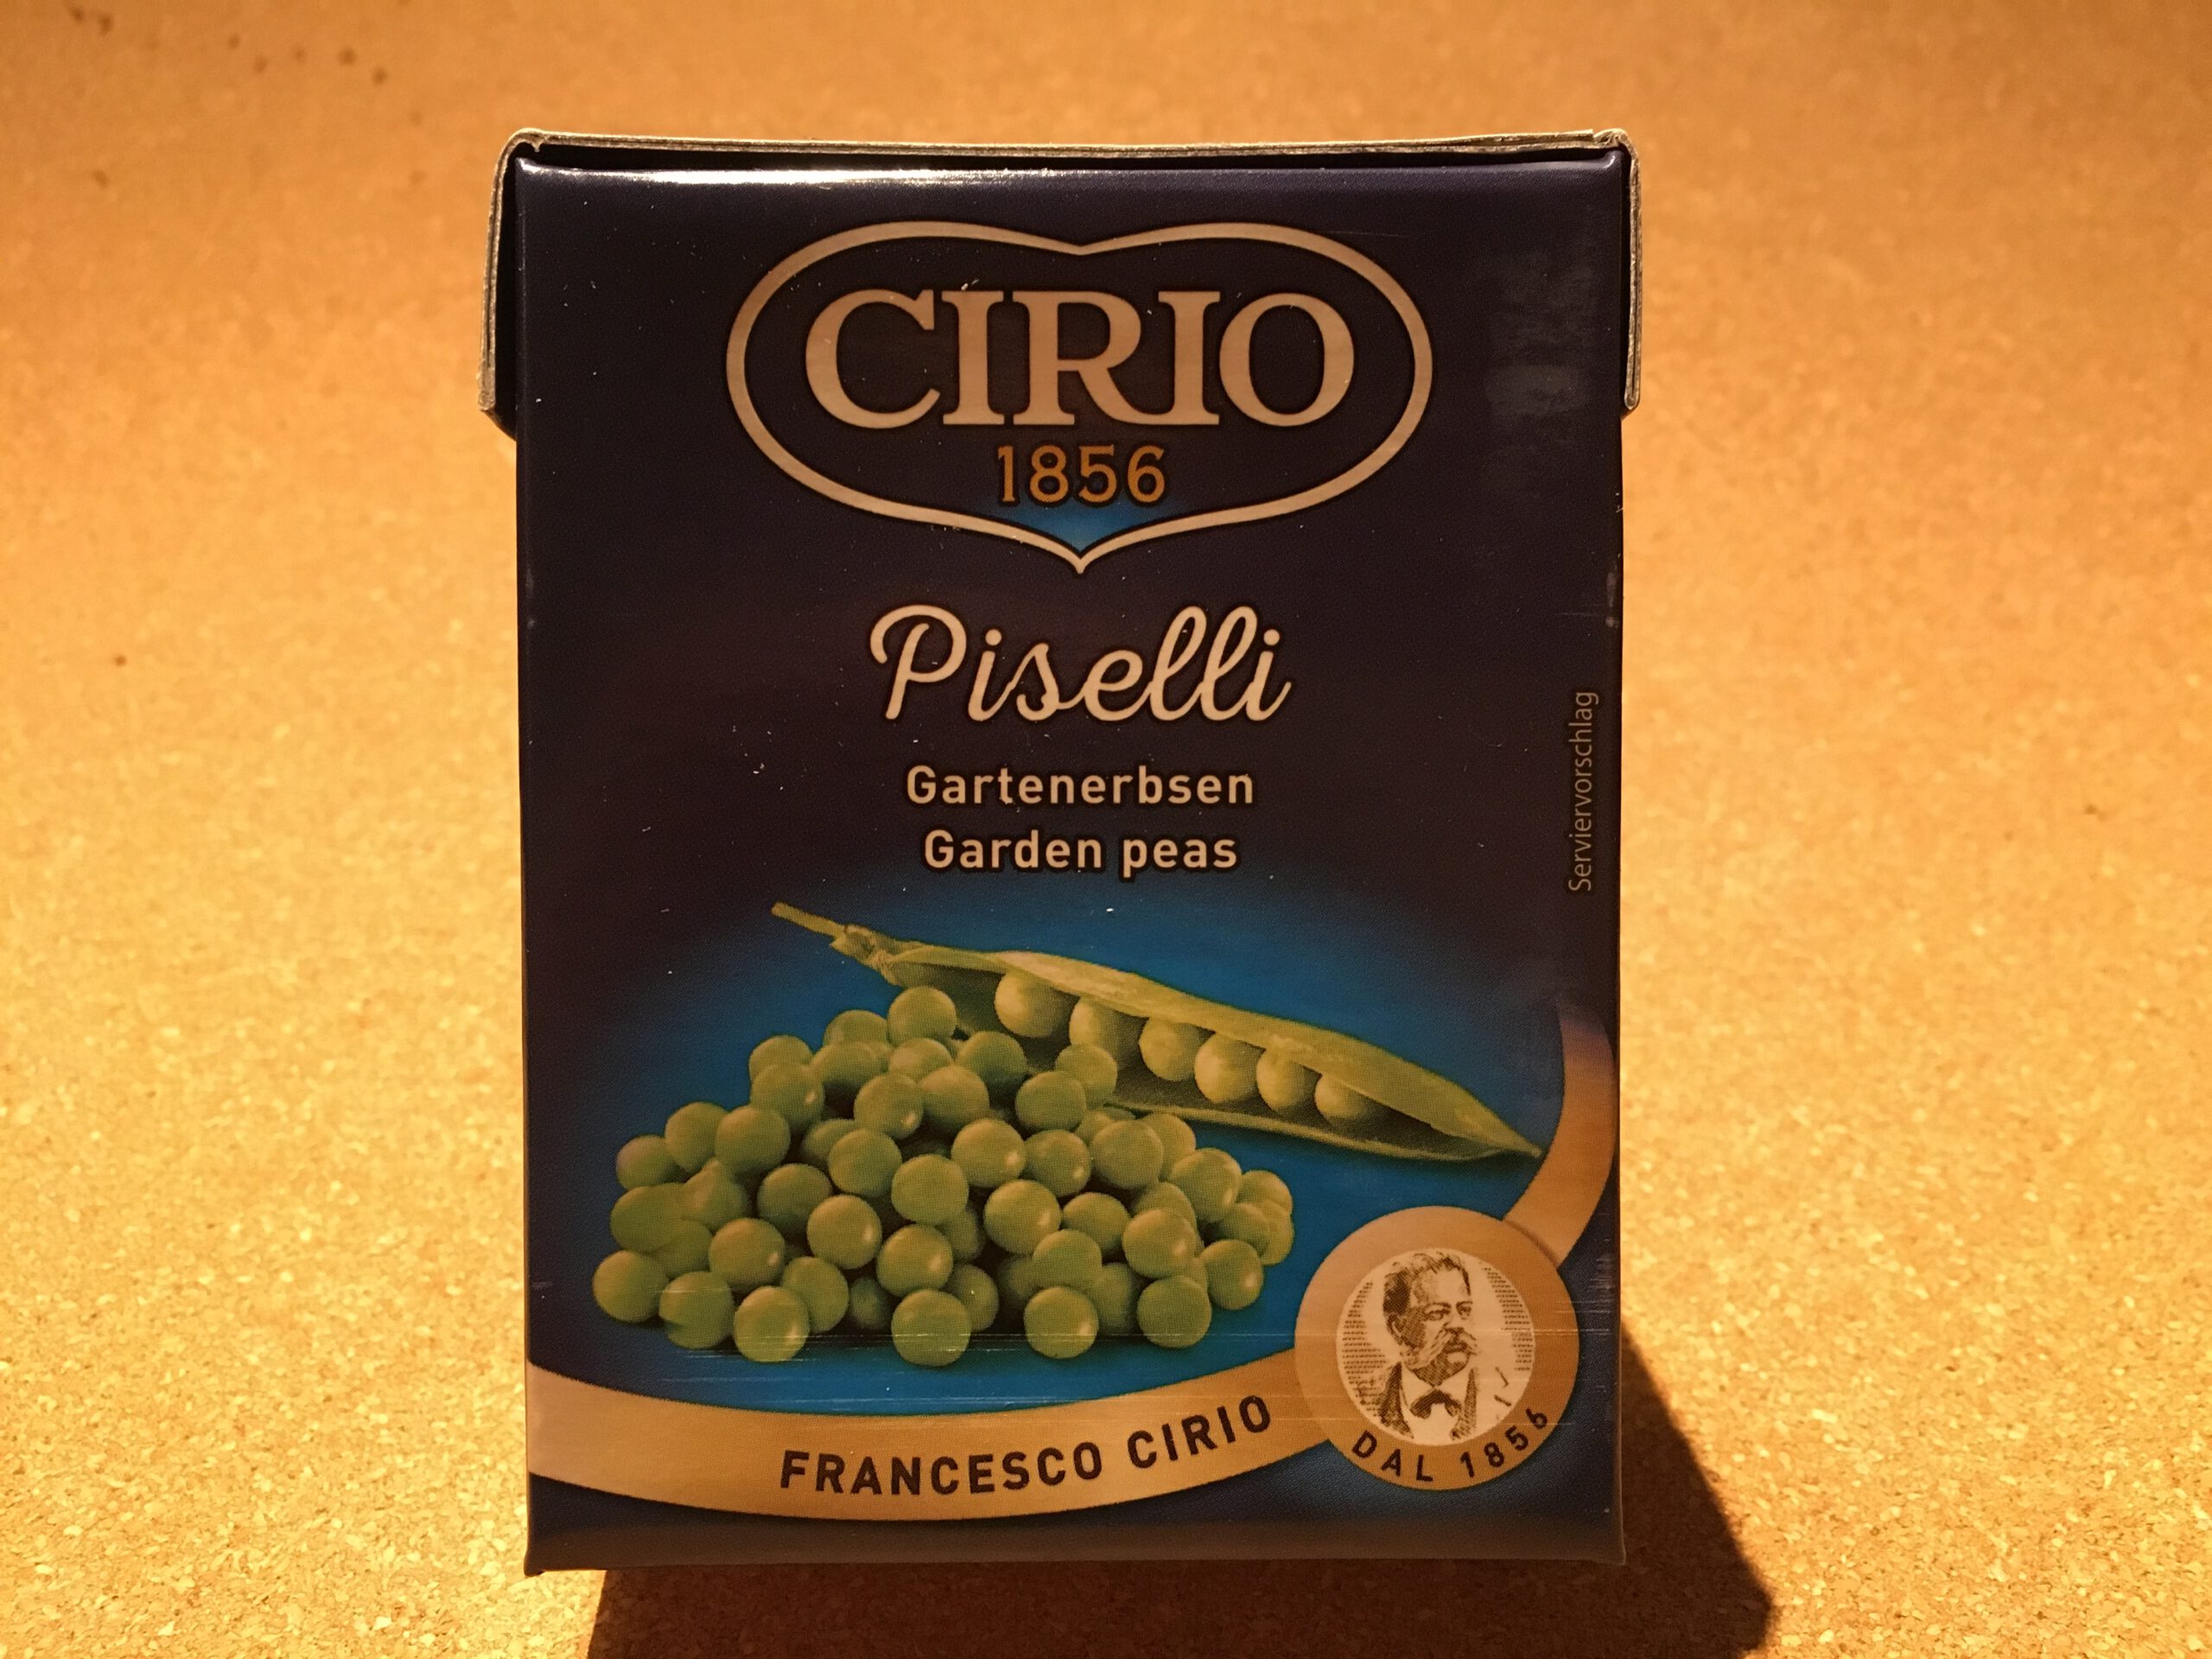 CIRIO
1856
Piselli
Gartenerbsen
Garden peas
Serviervorschlag
FRANCESCO CIRIO
DAL 1856